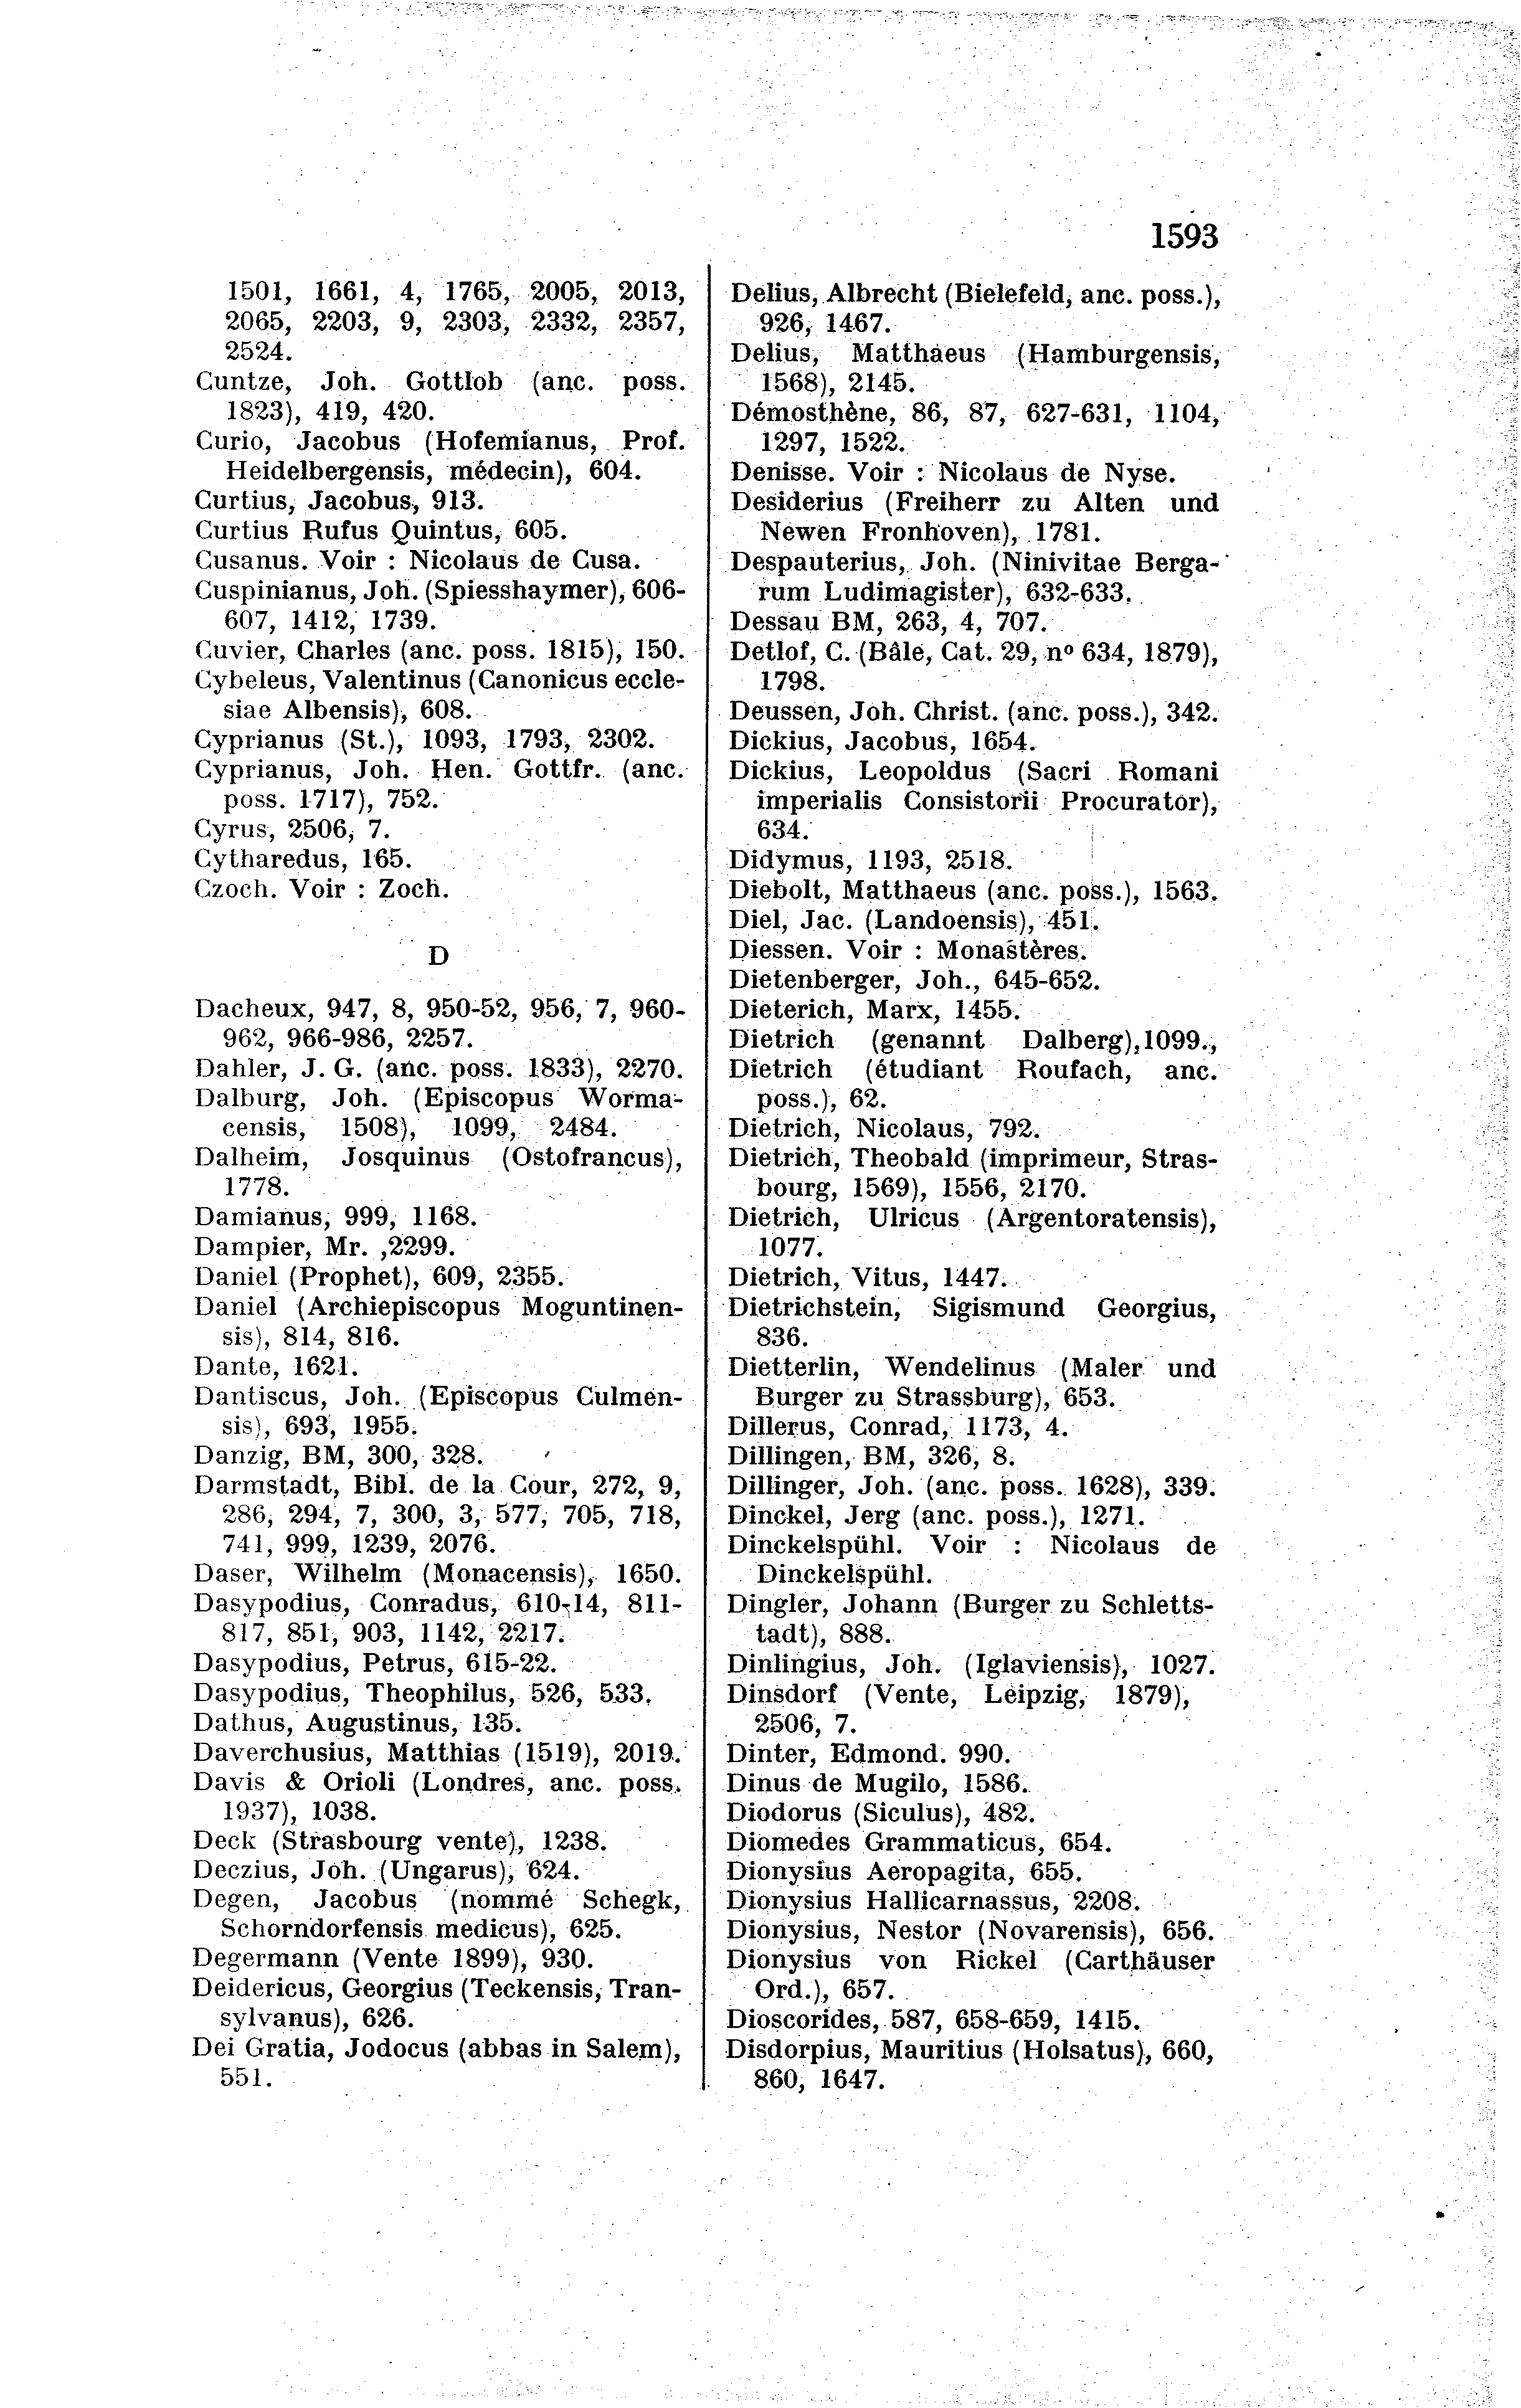 1593
1501, 1661, 4, 1765, 2005, 2013,
2065, 2203, 9, 2303, 2332, 2357,
2524.
Cuntze, Joh. Gottlob (anc. poss.
1823), 419, 420.
Curio, Jacobus (Hofemianus, Prof.
Heidelbergensis, médecin), 604.
Curtius, Jacobus, 913.
Curtius Rufus Quintus, 605.
Cusanus. Voir : Nicolaus de Cusa.
Cuspinianus, Joh. (Spiesshaymer), 606-
607, 1412, 1739.
Cuvier, Charles (anc. poss. 1815), 150.
Cybeleus, Valentinus (Canonicus eccle-
siae Albensis), 608.
Cyprianus (St.), 1093, 1793, 2302.
Cyprianus, Joh. Hen. Gottfr. (anc.
poss. 1717), 752.
Cyrus, 2506, 7.
Cytharedus, 165.
Czoch. Voir : Zoch.
D
Dacheux, 947, 8, 950-52, 956, 7, 960-
962, 966-986, 2257.
Dahler, J. G. (anc. poss. 1833), 2270.
Dalburg, Joh. (Episcopus Worma-
censis, 1508), 1099, 2484.
Dalheim, Josquinus (Ostofrancus),
1778.
Damianus, 999, 1168.
Dampier, Mr. ,2299.
Daniel (Prophet), 609, 2355.
Daniel (Archiepiscopus Moguntinen-
sis), 814, 816.
Dante, 1621.
Dantiscus, Joh. (Episcopus Culmen-
sis), 693, 1955.
Danzig, BM, 300, 328.
Darmstadt, Bibl. de la Cour, 272, 9,
286, 294, 7, 300, 3, 577, 705, 718,
741, 999, 1239, 2076.
Daser, Wilhelm (Monacensis), 1650.
Dasypodius, Conradus, 610-14, 811-
817, 851, 903, 1142, 2217.
Dasypodius, Petrus, 615-22.
Dasypodius, Theophilus, 526, 533.
Dathus, Augustinus, 135.
Daverchusius, Matthias (1519), 2019.
Davis & Orioli (Londres, anc. poss.
1937), 1038.
Deck (Strasbourg vente), 1238.
Deczius, Joh. (Ungarus), 624.
Degen, Jacobus (nommé Schegk,
Schorndorfensis medicus), 625.
Degermann (Vente 1899), 930.
Deidericus, Georgius (Teckensis, Tran-
sylvanus), 626.
Dei Gratia, Jodocus (abbas in Salem),
551.
Delius, Albrecht (Bielefeld, anc. poss.),
926, 1467.
Delius, Matthaeus (Hamburgensis,
1568), 2145.
Démosthène, 86, 87, 627-631, 1104,
1297, 1522.
Denisse. Voir : Nicolaus de Nyse.
Desiderius (Freiherr zu Alten und
Newen Fronhoven), 1781.
Despauterius, Joh. (Ninivitae Berga-
rum Ludimagister), 632-633.
Dessau BM, 263, 4, 707.
Detlof, C. (Bâle, Cat. 29, nº 634, 1879),
1798.
Deussen, Joh. Christ. (anc. poss.), 342.
Dickius, Jacobus, 1654.
Dickius, Leopoldus (Sacri Romani
imperialis Consistorii Procurator),
634.
Didymus, 1193, 2518.
Diebolt, Matthaeus (anc. poss.), 1563.
Diel, Jac. (Landoensis), 451.
Diessen. Voir : Monastères.
Dietenberger, Joh., 645-652.
Dieterich, Marx, 1455.
Dietrich (genannt Dalberg),1099.,
Dietrich (étudiant Roufach, anc.
poss.), 62.
Dietrich, Nicolaus, 792.
Dietrich, Theobald (imprimeur, Stras-
bourg, 1569), 1556, 2170.
Dietrich, Ulricus (Argentoratensis),
1077.
Dietrich, Vitus, 1447.
Dietrichstein, Sigismund Georgius,
836.
Dietterlin, Wendelinus (Maler und
Burger zu Strassburg), 653.
Dillerus, Conrad, 1173, 4.
Dillingen, BM, 326, 8.
Dillinger, Joh. (anc. poss. 1628), 339.
Dinckel, Jerg (anc. poss.), 1271.
Dinckelspühl. Voir : Nicolaus de
Dinckelspühl.
Dingler, Johann (Burger zu Schletts-
tadt), 888.
Dinlingius, Joh. (Iglaviensis), 1027.
Dinsdorf (Vente, Leipzig, 1879),
2506, 7.
Dinter, Edmond. 990.
Dinus de Mugilo, 1586.
Diodorus (Siculus), 482.
Diomedes Grammaticus, 654.
Dionysius Aeropagita, 655.
Dionysius Hallicarnassus, 2208.
Dionysius, Nestor (Novarensis), 656.
Dionysius von Rickel (Carthäuser
Ord.), 657.
Dioscorides, 587, 658-659, 1415.
Disdorpius, Mauritius (Holsatus), 660,
860, 1647.